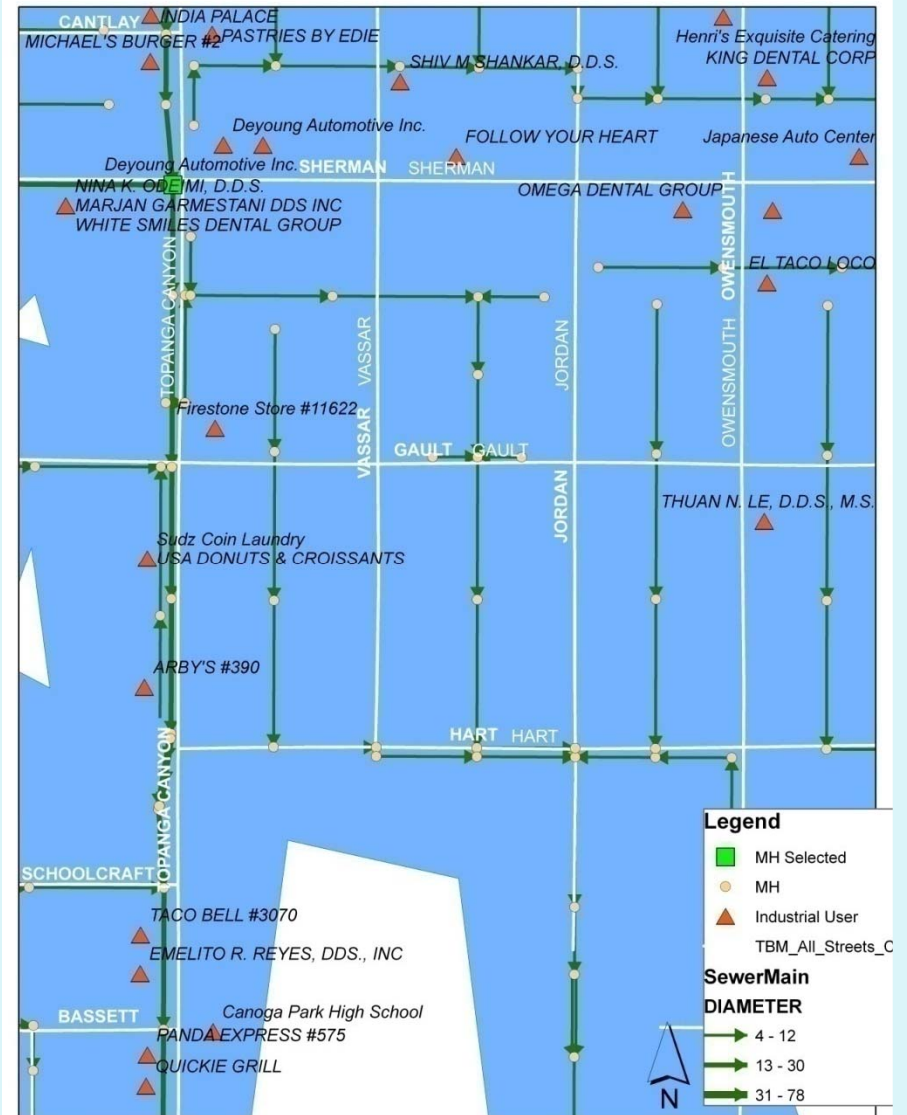 INDIA PALACE
CANTLAY
MICHAEL'S BURGER #2
PASTRIES BY EDIE
Henri's Exquisite Catering
KING DENTAL CORP
SHIV M SHANKAR, D.D.S.
Deyoung Automotive Inc.
FOLLOW YOUR HEART
Japanese Auto Center
Deyoung Automotive Inc.
SHERMAN SHERMAN
NINA K. ODEIMI, D.D.S.
MARJAN GARMESTANI DDS INC
WHITE SMILES DENTAL GROUP
OMEGA DENTAL GROUP
OWENSMOUTH
EL TACO LOCO
TOPANGA CANYON
VASSAR
JORDAN
OWENSMOUTH
Firestone Store #11622
VASSAR
GAULT GAULT
JORDAN
THUAN N. LE, D.D.S., M.S.
Sudz Coin Laundry
USA DONUTS & CROISSANTS
ARBY'S #390
HART HART
TOPANGA CANYON
SCHOOLCRAFT
TACO BELL #3070
EMELITO R. REYES, DDS., INC
BASSETT
Canoga Park High School
PANDA EXPRESS #575
QUICKIE GRILL
N
Legend
MH Selected
MH
Industrial User
TBM_All_Streets_C
SewerMain
DIAMETER
4 - 12
13 - 30
31 - 78